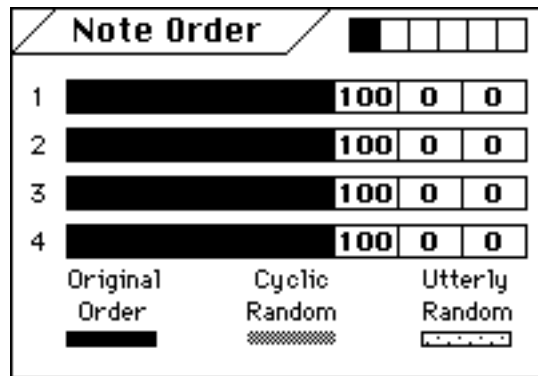 Note Order
1 100 0 0
2 100 0 0
3 100 0 0
4 100 0 0
Original Cyclic Utterly
Order Random Random